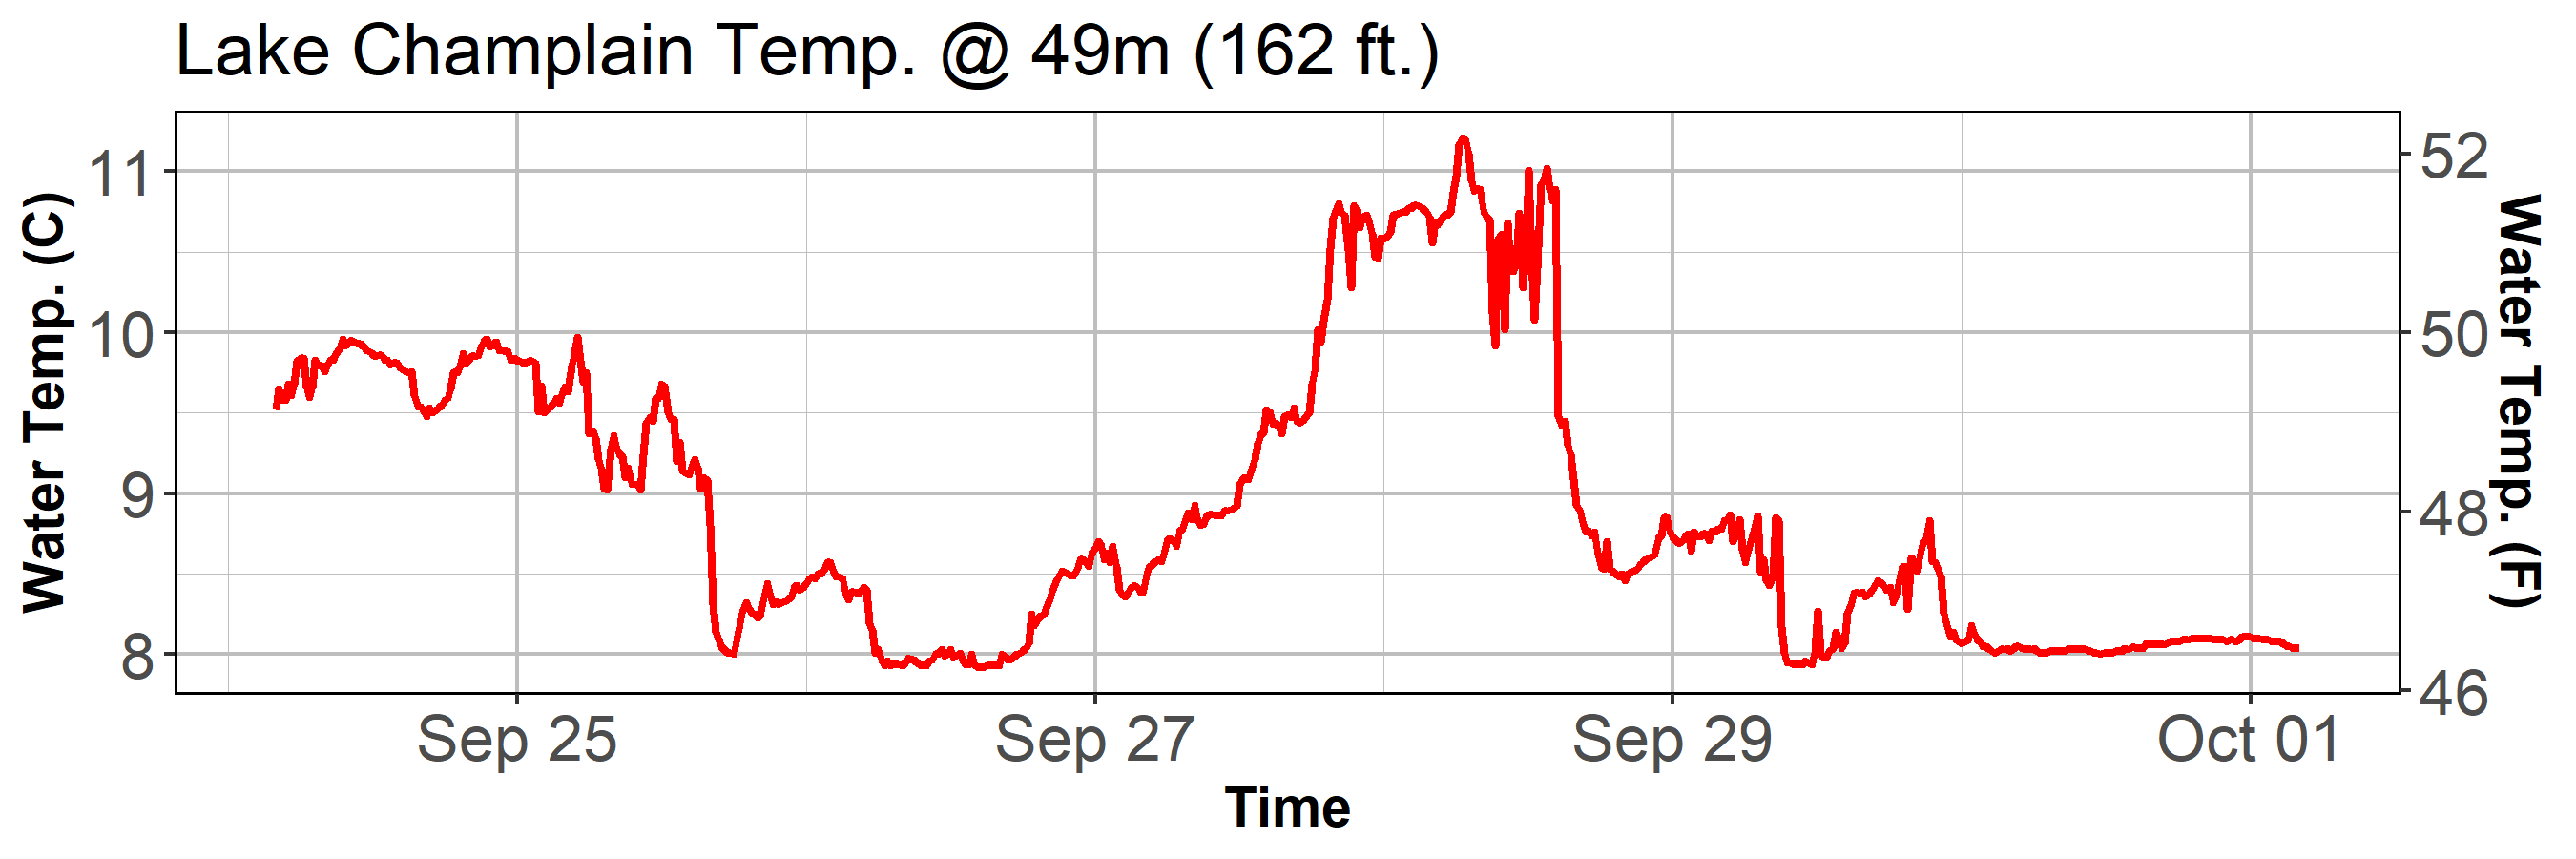 Lake Champlain Temp. @ 49m (162 ft.)
Water Temp. (C)
11
10
9
8
52
50
48
46
Water Temp. (F)
Sep 25 Sep 27 Sep 29 Oct 01
Time